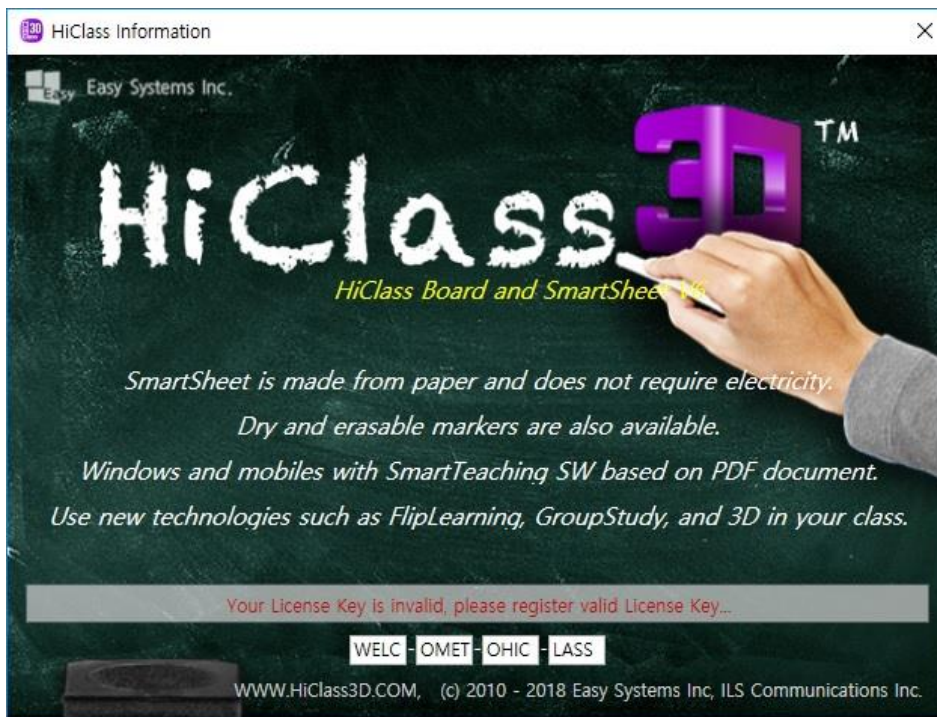 HiClass Information
Easy Easy Systems Inc.
HiClass 3D TM
HiClass Board and SmartSheet V6
SmartSheet is made from paper and does not require electricity.
Dry and erasable markers are also available.
Windows and mobiles with SmartTeaching SW based on PDF document.
Use new technologies such as FlipLearning, GroupStudy, and 3D in your class.
Your License Key is invalid, please register valid License Key...
WELC-OMET-OHIC-LASS
WWW.HiClass3D.COM, (c) 2010 - 2018 Easy Systems Inc, ILS Communications Inc.